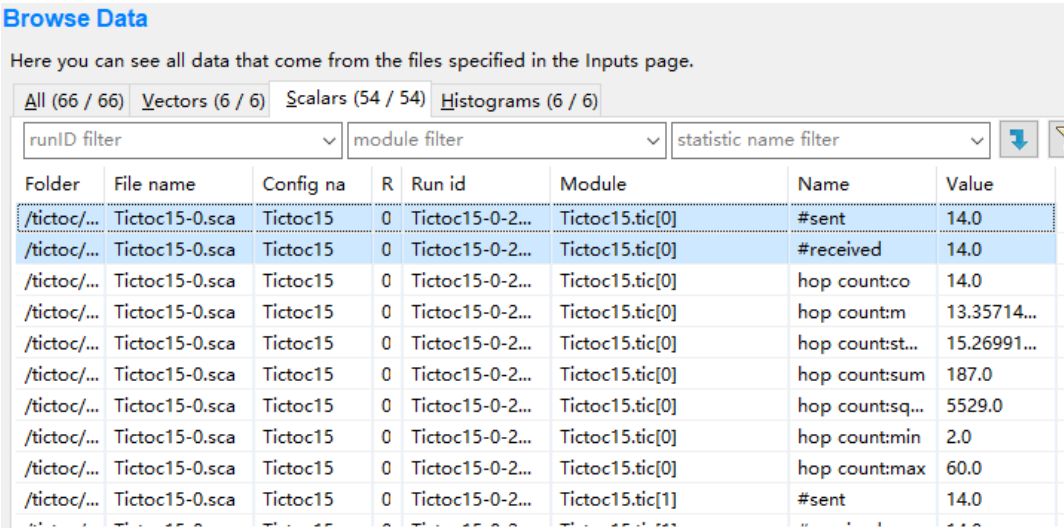 Browse Data
Here you can see all data that come from the files specified in the Inputs page.
All (66 / 66) Vectors (6 / 6) Scalars (54 / 54) Histograms (6 / 6)
runID filter module filter statistic name filter
Folder File name Config na R Run id Module Name Value
/tictoc/... Tictoc15-0.sca Tictoc15 0 Tictoc15-0-2... Tictoc15.tic[0] #sent 14.0
/tictoc/... Tictoc15-0.sca Tictoc15 0 Tictoc15-0-2... Tictoc15.tic[0] #received 14.0
/tictoc/... Tictoc15-0.sca Tictoc15 0 Tictoc15-0-2... Tictoc15.tic[0] hop count:co 14.0
/tictoc/... Tictoc15-0.sca Tictoc15 0 Tictoc15-0-2... Tictoc15.tic[0] hop count:m 13.35714...
/tictoc/... Tictoc15-0.sca Tictoc15 0 Tictoc15-0-2... Tictoc15.tic[0] hop count:st... 15.26991...
/tictoc/... Tictoc15-0.sca Tictoc15 0 Tictoc15-0-2... Tictoc15.tic[0] hop count:sum 187.0
/tictoc/... Tictoc15-0.sca Tictoc15 0 Tictoc15-0-2... Tictoc15.tic[0] hop count:sq... 5529.0
/tictoc/... Tictoc15-0.sca Tictoc15 0 Tictoc15-0-2... Tictoc15.tic[0] hop count:min 2.0
/tictoc/... Tictoc15-0.sca Tictoc15 0 Tictoc15-0-2... Tictoc15.tic[0] hop count:max 60.0
/tictoc/... Tictoc15-0.sca Tictoc15 0 Tictoc15-0-2... Tictoc15.tic[1] #sent 14.0